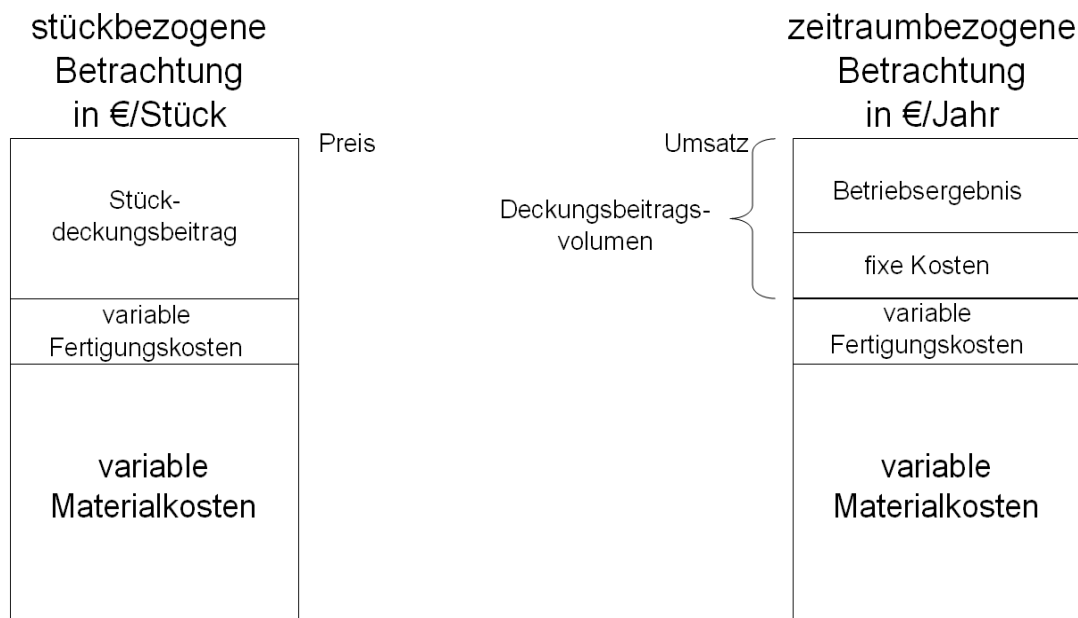 stückbezogene
Betrachtung
in €/Stück
Preis
Stück-
deckungsbeitrag
variable
Fertigungskosten
variable
Materialkosten
zeitraumbezogene
Betrachtung
in €/Jahr
Umsatz
Deckungsbeitrags-
volumen
Betriebsergebnis
fixe Kosten
variable
Fertigungskosten
variable
Materialkosten